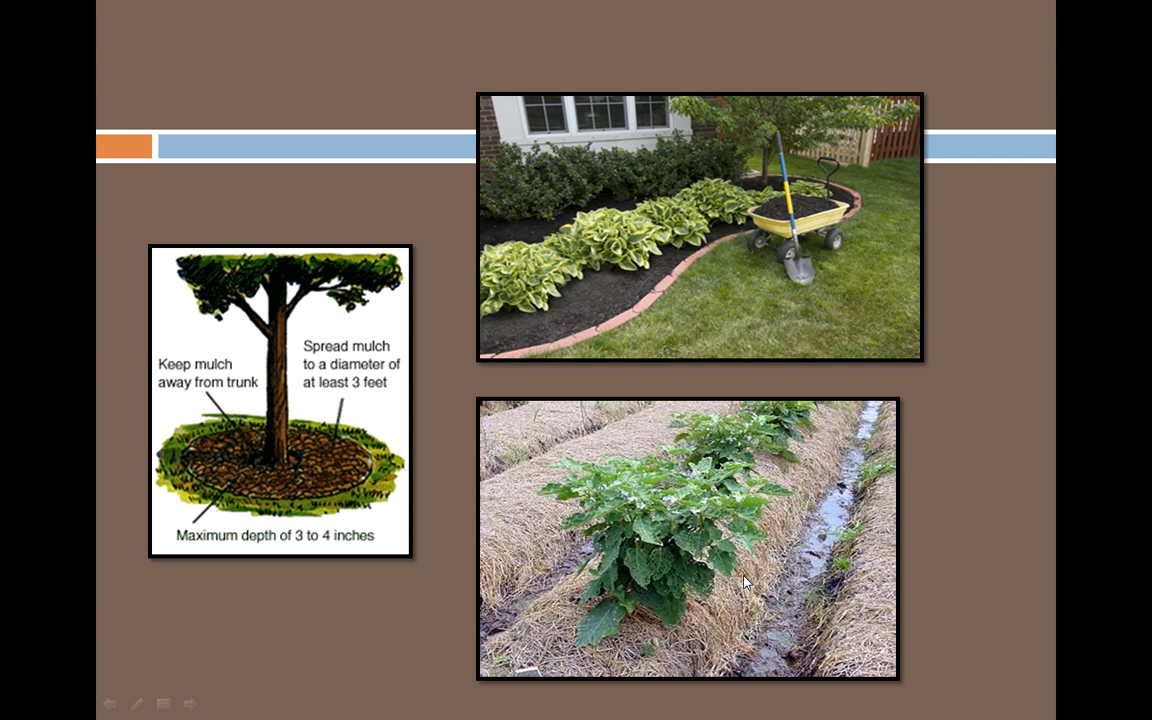 Keep mulch
away from trunk
Spread mulch
to a diameter of
at least 3 feet
Maximum depth of 3 to 4 inches